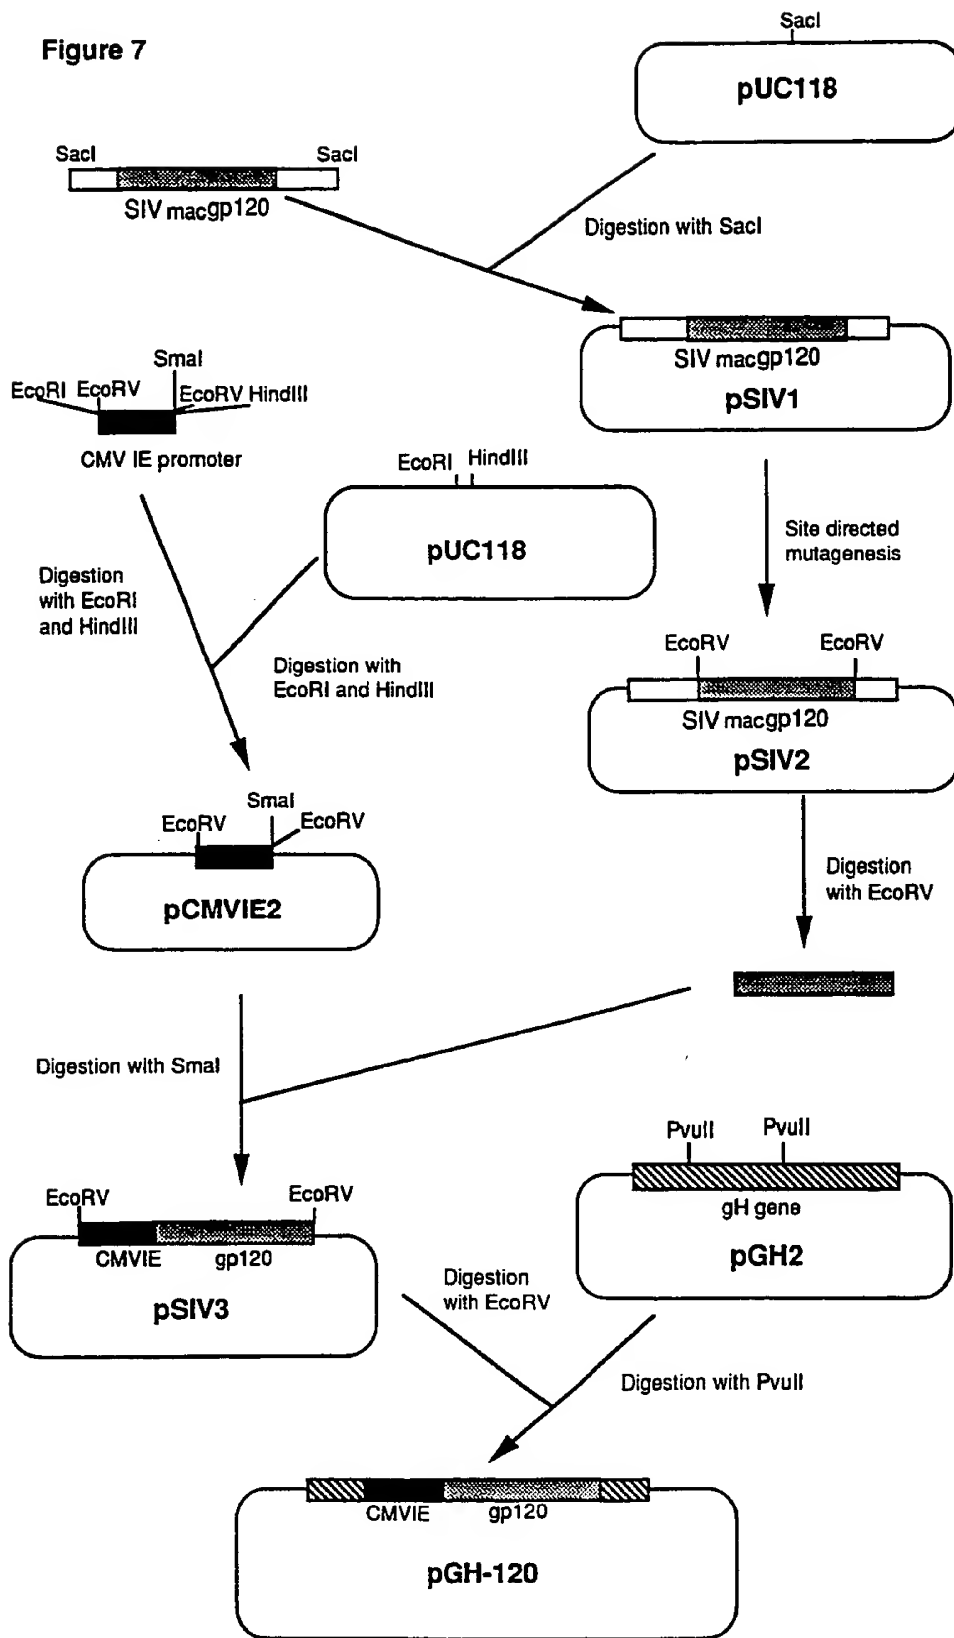 Figure 7
SacI
pUC118
SacI
SacI
SIV macgp120
Digestion with SacI
SIV macgp120
pSIV1
SmaI
EcoRI EcoRV
EcoRV HindIII
CMV IE promoter
EcoRI HindIII
pUC118
Site directed
mutagenesis
Digestion
with EcoRI
and HindIII
Digestion with
EcoRI and HindIII
EcoRV
EcoRV
SIV macgp120
pSIV2
SmaI
EcoRV
EcoRV
pCMVIE2
Digestion
with EcoRV
Digestion with SmaI
PvuII
PvuII
gH gene
pGH2
EcoRV
EcoRV
CMVIE
gp120
pSIV3
Digestion
with EcoRV
Digestion with PvuII
CMVIE
gp120
pGH-120